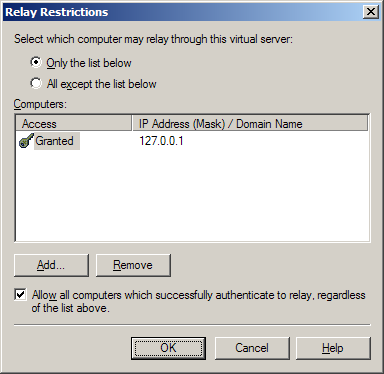 Relay Restrictions
Select which computer may relay through this virtual server:
Only the list below
All except the list below
Computers:
Access IP Address (Mask) / Domain Name
Granted 127.0.0.1
Add... Remove
Allow all computers which successfully authenticate to relay, regardless
of the list above.
OK Cancel Help